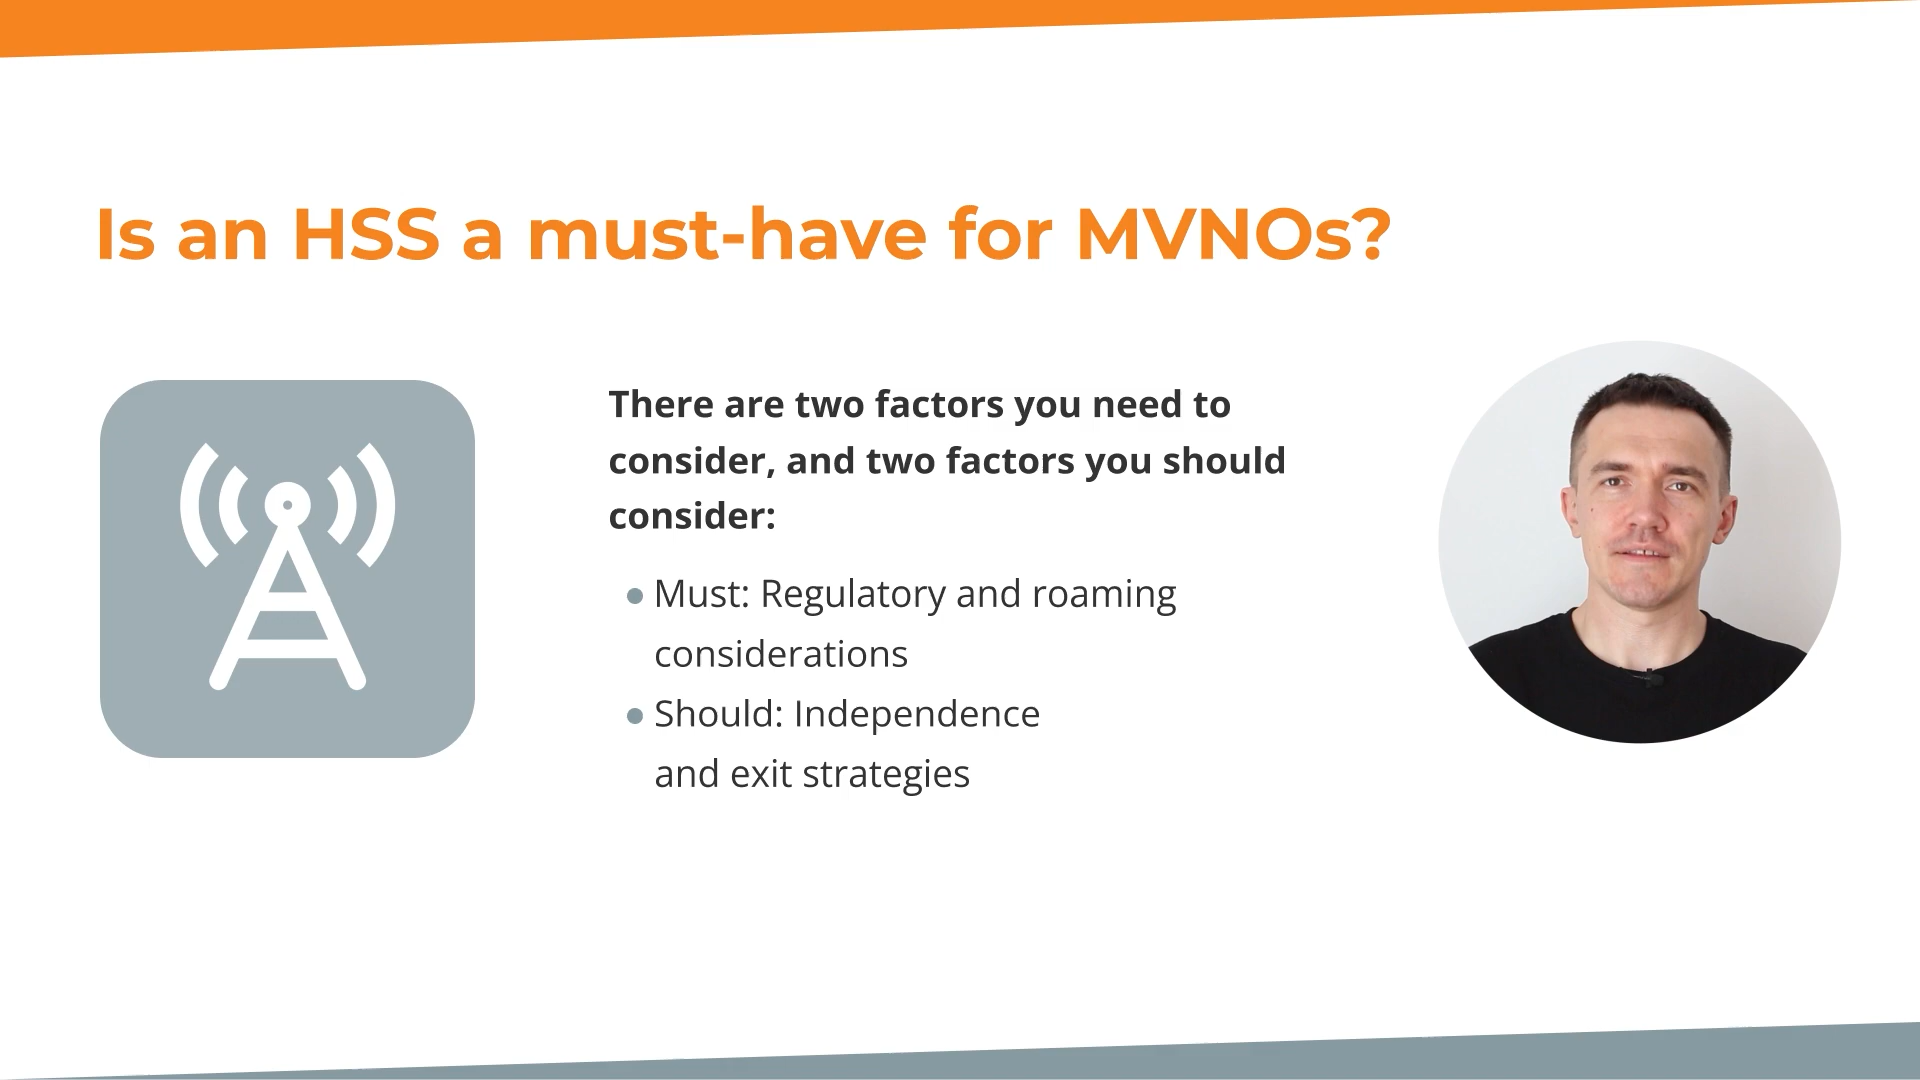 Is an HSS a must-have for MVNOs?
There are two factors you need to
consider, and two factors you should
consider:
Must: Regulatory and roaming
considerations
Should: Independence
and exit strategies